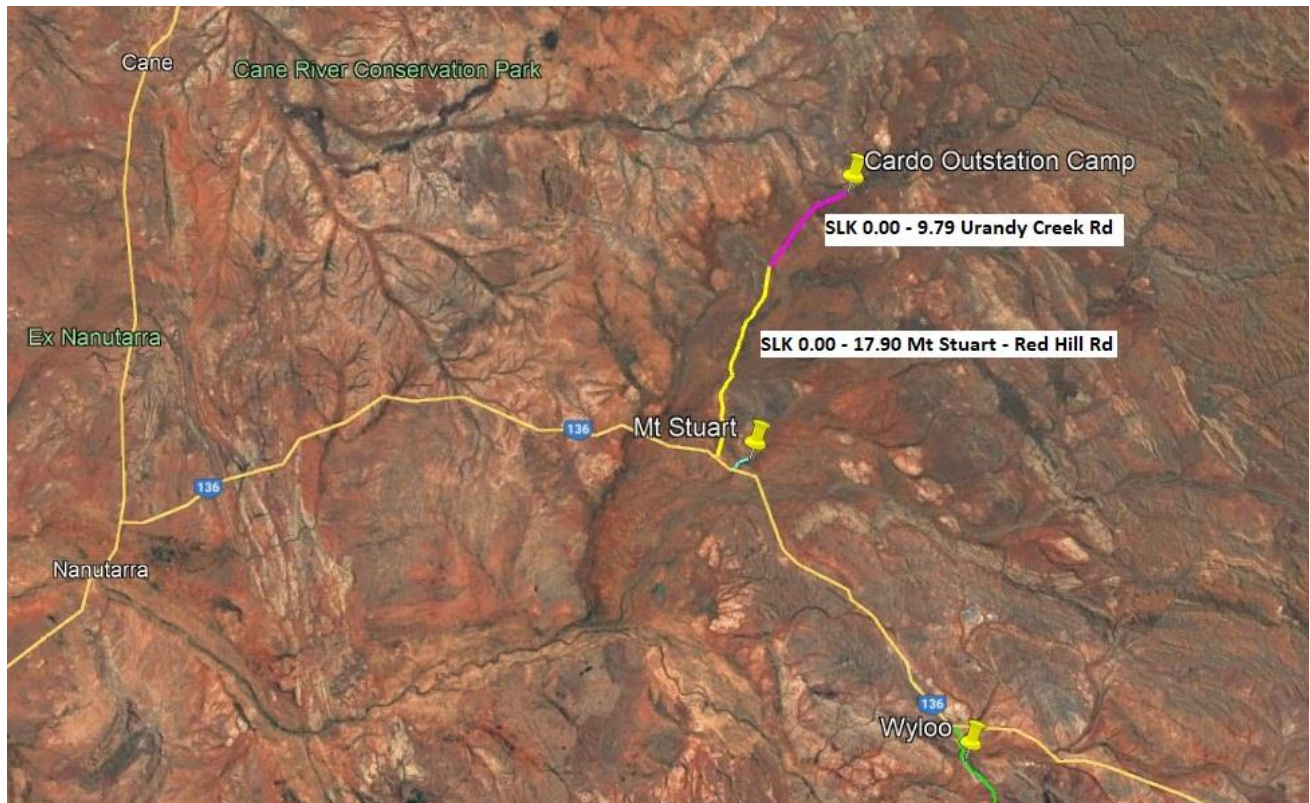 Cane
Cane River Conservation Park
Cardo Outstation Camp
SLK 0.00 - 9.79 Urandy Creek Rd
Ex Nanutarra
SLK 0.00 - 17.90 Mt Stuart - Red Hill Rd
Mt Stuart
136
136
Nanutarra
136
Wyloo